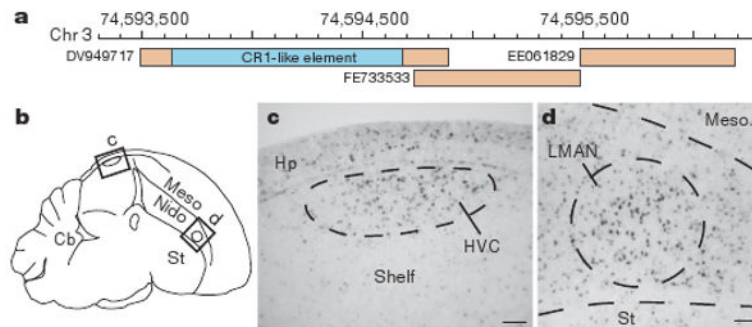 a
74,593,500 74,594,500 74,595,500
Chr 3
DV949717 CR1-like element EE061829
FE733533
b
c
Meso
Nido
d
Cb
St
c
Hp
HVC
Shelf
d
Meso.
LMAN
St